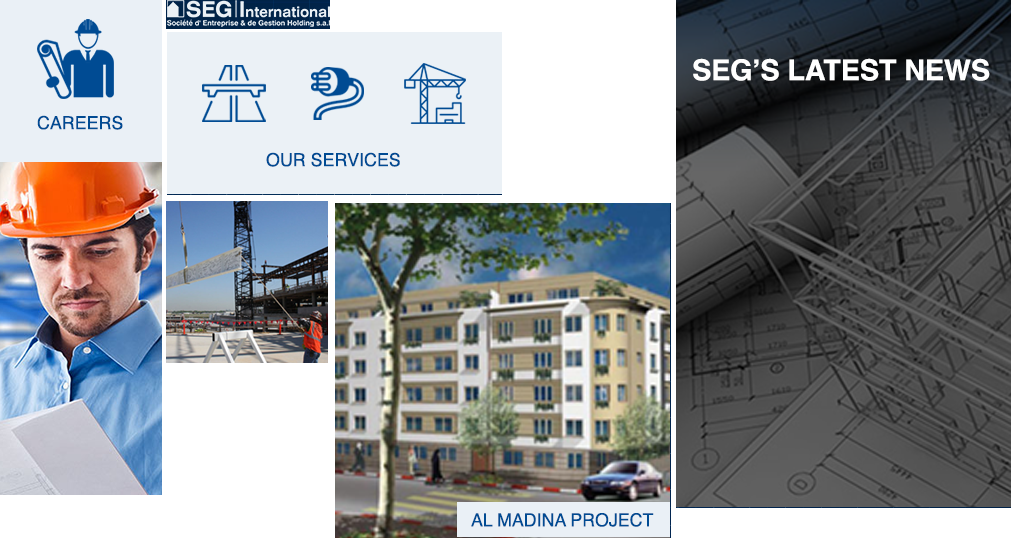 SEG International
Société d' Entreprise & de Gestion Holding s.a.l
CAREERS
OUR SERVICES
SEG'S LATEST NEWS
AL MADINA PROJECT